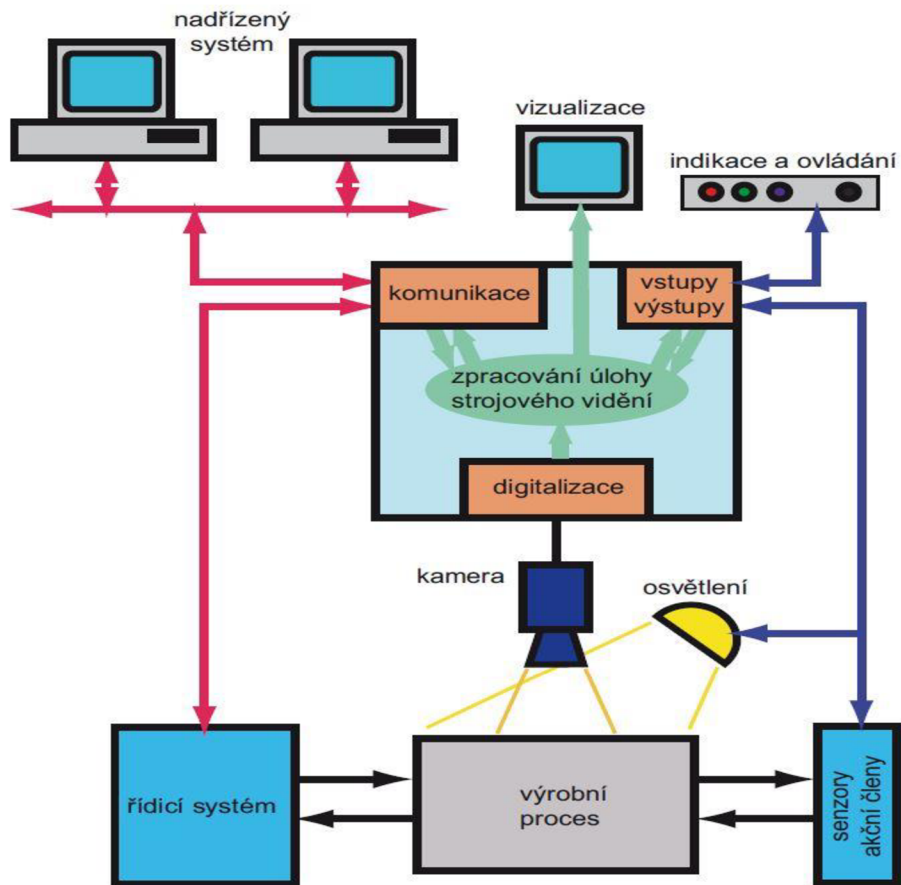 nadřízený
systém
vizualizace
indikace a ovládání
komunikace
vstupy
výstupy
zpracování úlohy
strojového vidění
digitalizace
kamera
osvětlení
řídicí systém
výrobní
proces
senzory
akční členy